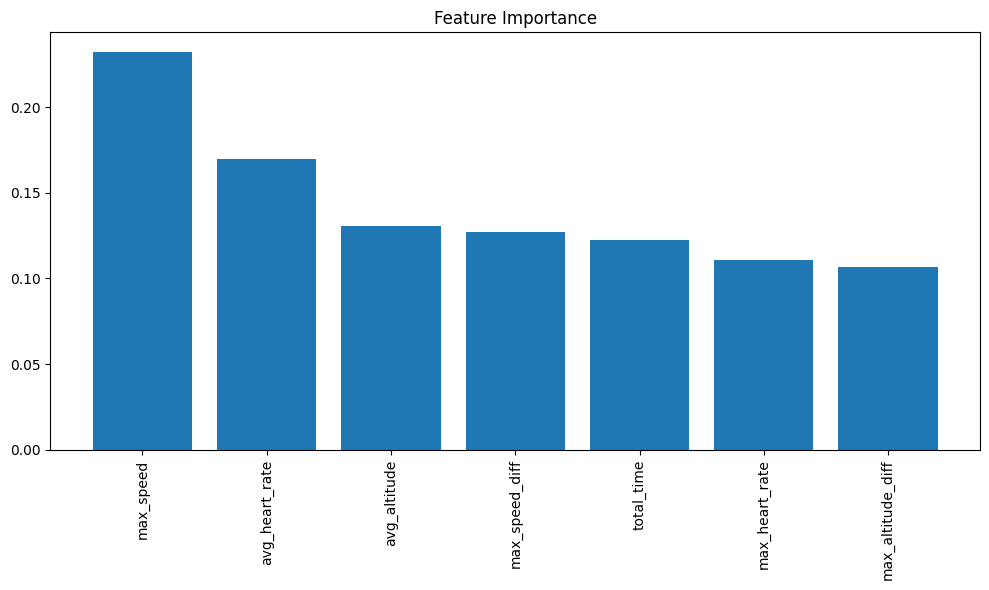 Feature Importance
0.20
0.15
0.10
0.05
0.00
max_speed
avg_heart_rate
avg_altitude
max_speed_diff
total_time
max_heart_rate
max_altitude_diff